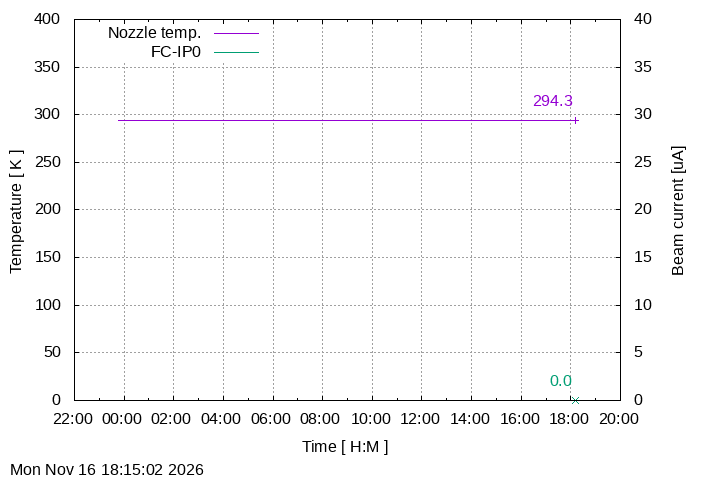 400 40
Nozzle temp.
FC-IP0
350 35
294.3
300 30
250 25
200 20
150 15
100 10
50 5
0.0
0 0
Temperature [ K ]
Beam current [uA]
22:00 00:00 02:00 04:00 06:00 08:00 10:00 12:00 14:00 16:00 18:00 20:00
Time [ H:M ]
Mon Nov 16 18:15:02 2026